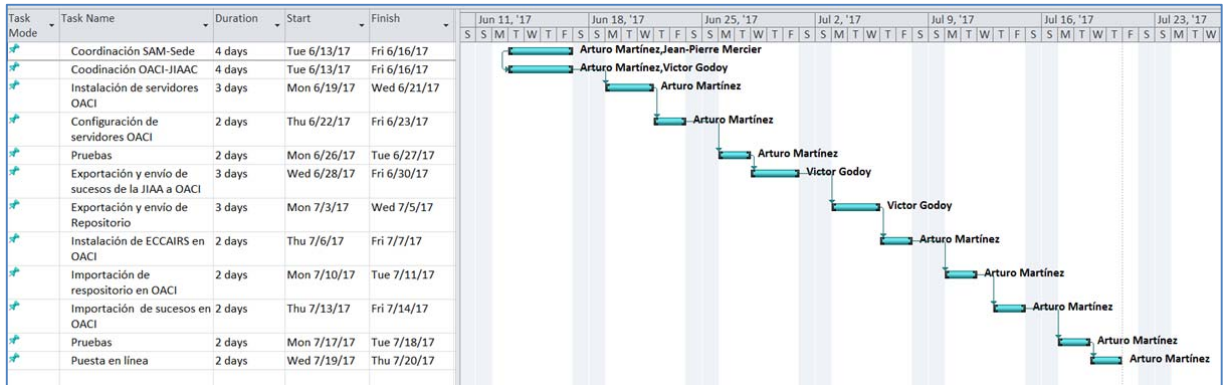 Task Mode Task Name Duration Start Finish
Jun 11, '17 Jun 18, '17 Jun 25, '17 Jul 2, '17 Jul 9, '17 Jul 16, '17 Jul 23, '17
S S M T W T F S S M T W T F S S M T W T F S S M T W T F S S M T W T F S S M T W T F S S M T W
Coordinación SAM-Sede 4 days Tue 6/13/17 Fri 6/16/17 Arturo Martínez,Jean-Pierre Mercier
Coodinación OACI-JIAAC 4 days Tue 6/13/17 Fri 6/16/17 Arturo Martínez,Victor Godoy
Instalación de servidores 3 days Mon 6/19/17 Wed 6/21/17 Arturo Martínez
OACI
Configuración de 2 days Thu 6/22/17 Fri 6/23/17 Arturo Martínez
servidores OACI
Pruebas 2 days Mon 6/26/17 Tue 6/27/17 Arturo Martínez
Exportación y envío de 3 days Wed 6/28/17 Fri 6/30/17 Victor Godoy
sucesos de la JIAA a OACI
Exportación y envío de 3 days Mon 7/3/17 Wed 7/5/17 Victor Godoy
Repositorio
Instalación de ECCAIRS en 2 days Thu 7/6/17 Fri 7/7/17 Arturo Martínez
OACI
Importación de 2 days Mon 7/10/17 Tue 7/11/17 Arturo Martínez
respositorio en OACI
Importación de sucesos en 2 days Thu 7/13/17 Fri 7/14/17 Arturo Martínez
OACI
Pruebas 2 days Mon 7/17/17 Tue 7/18/17 Arturo Martínez
Puesta en línea 2 days Wed 7/19/17 Thu 7/20/17 Arturo Martínez